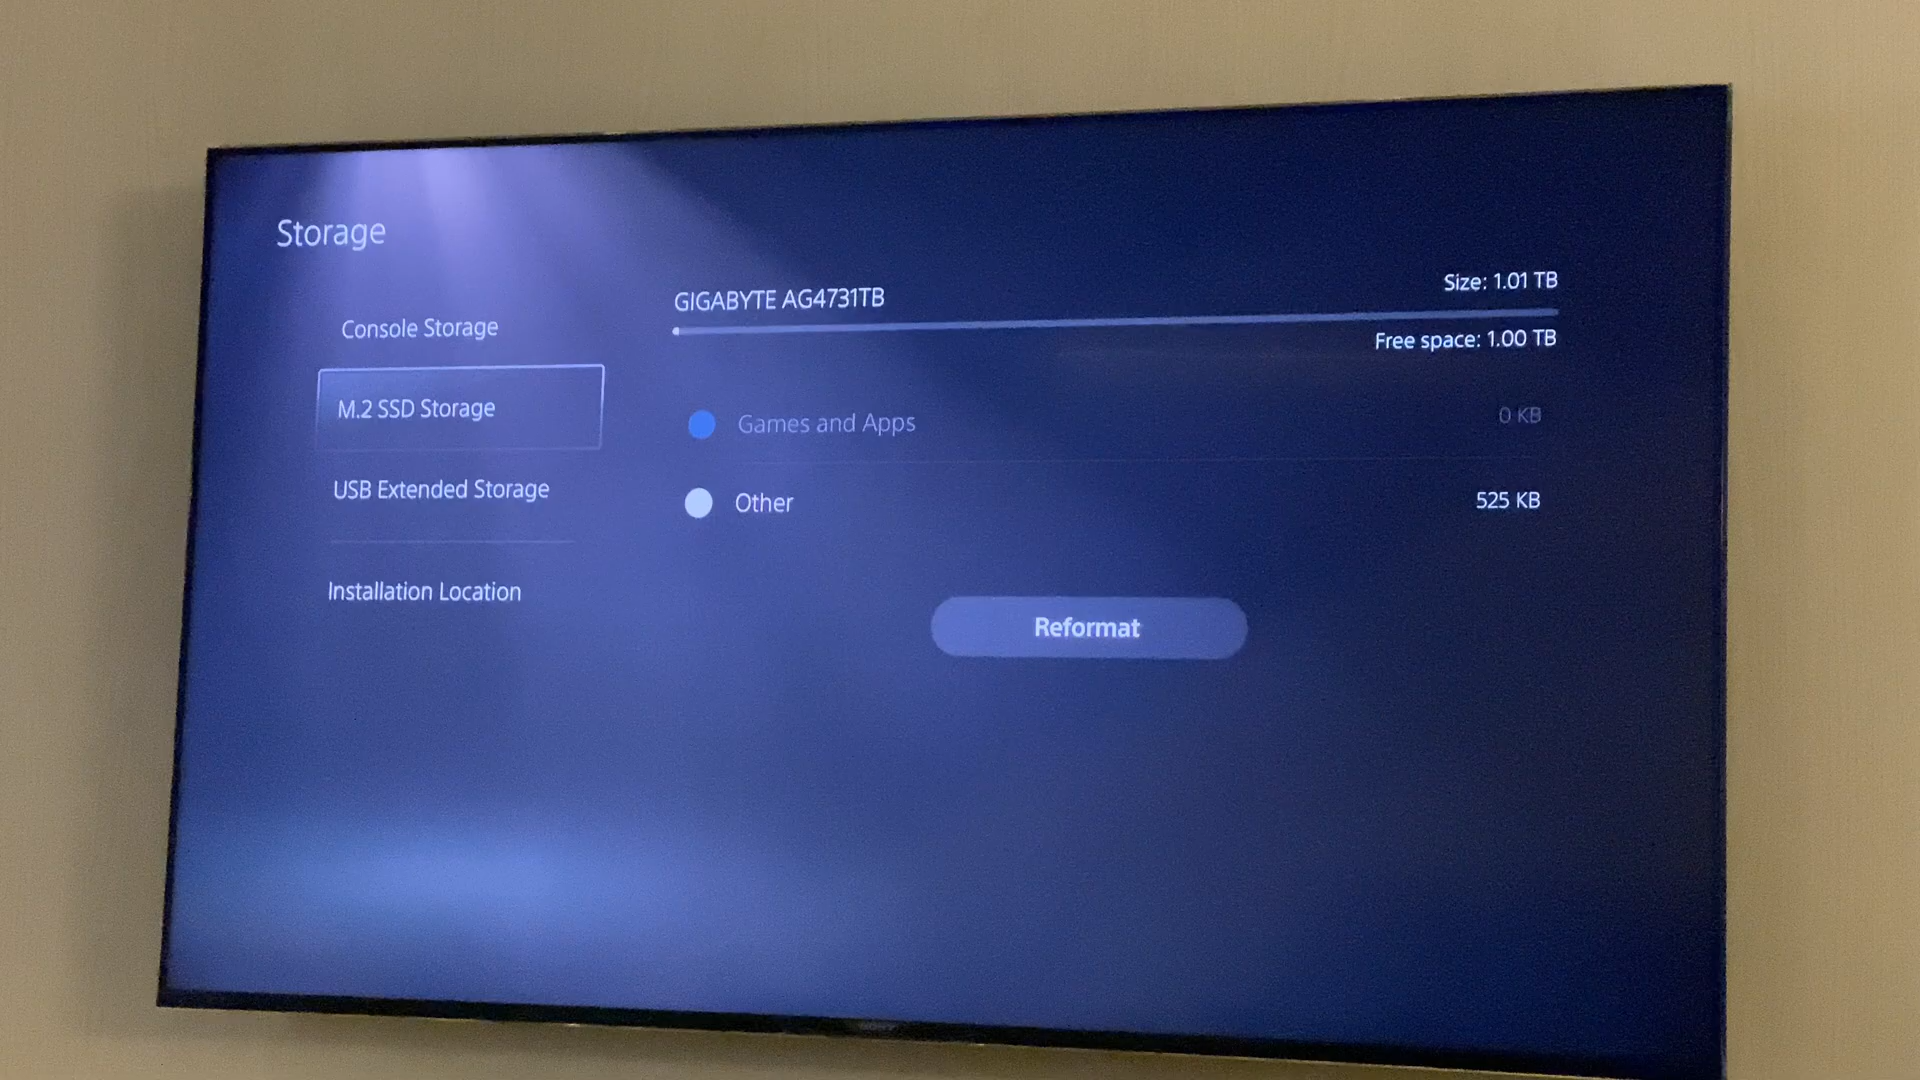 Storage
Console Storage
M.2 SSD Storage
USB Extended Storage
Installation Location
GIGABYTE AG4731TB
Size: 1.01 TB
Free space: 1.00 TB
Games and Apps
0 KB
Other
525 KB
Reformat